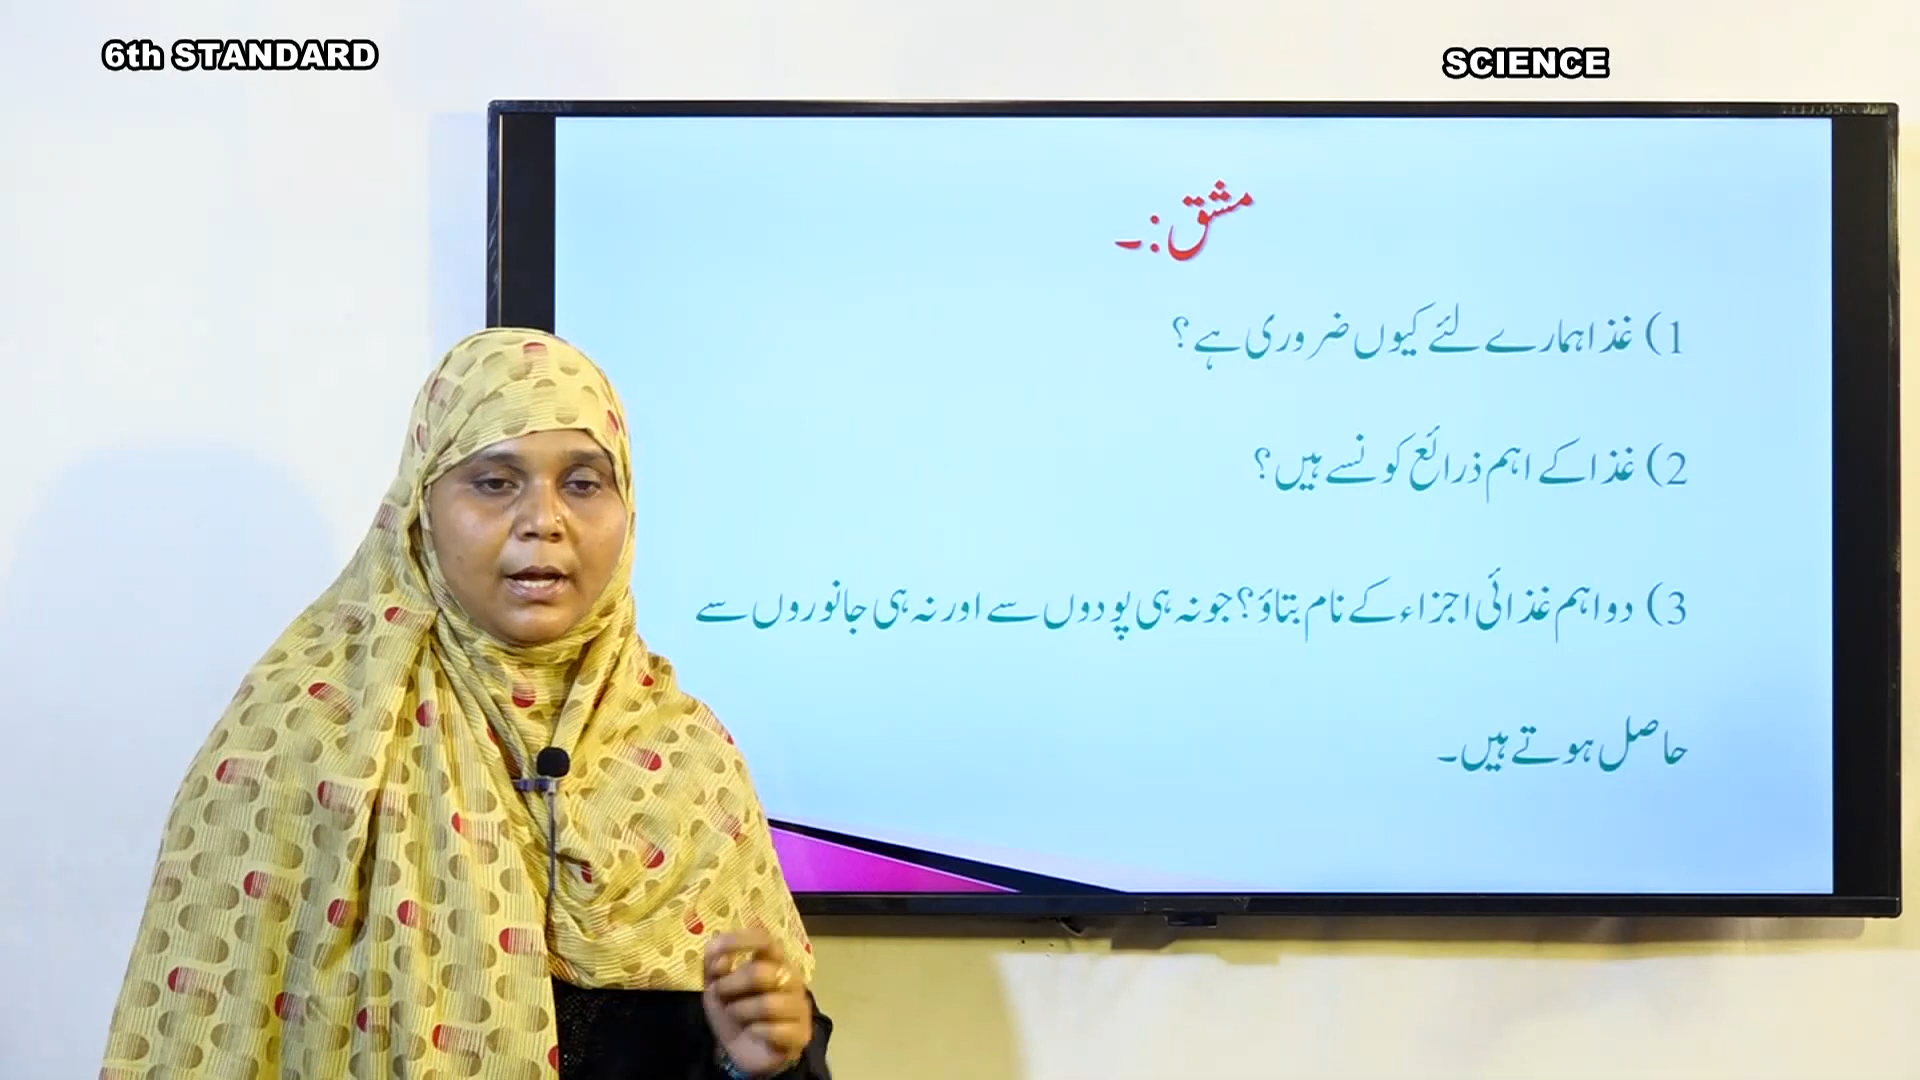 6th STANDARD
SCIENCE
مشق :۔
1) غذا ہمارے لئے کیوں ضروری ہے ؟
2) غذا کے اہم ذرائع کونسے ہیں؟
3) دو اہم غذائی اجزاء کے نام بتاؤ؟ جو نہ ہی پودوں سے اور نہ ہی جانوروں سے
حاصل ہوتے ہیں۔